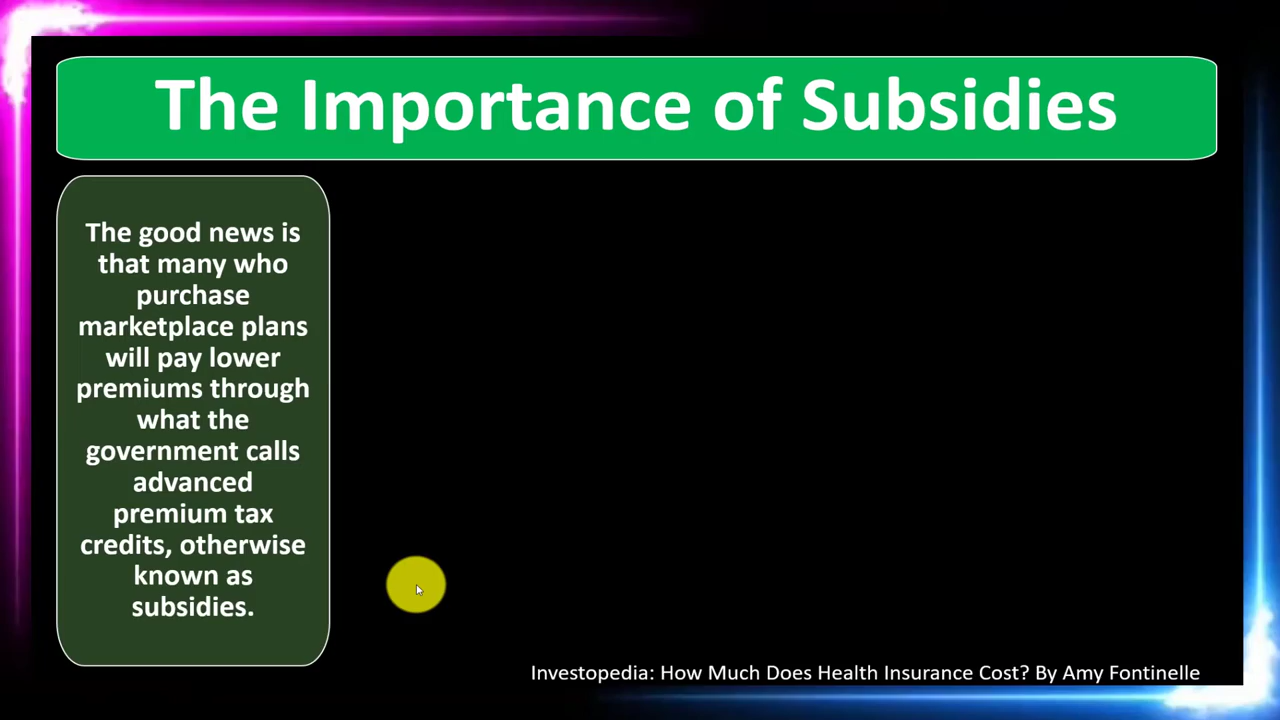 The Importance of Subsidies
The good news is
that many who
purchase
marketplace plans
will pay lower
premiums through
what the
government calls
advanced
premium tax
credits, otherwise
known as
subsidies.
Investopedia: How Much Does Health Insurance Cost? By Amy Fontinelle